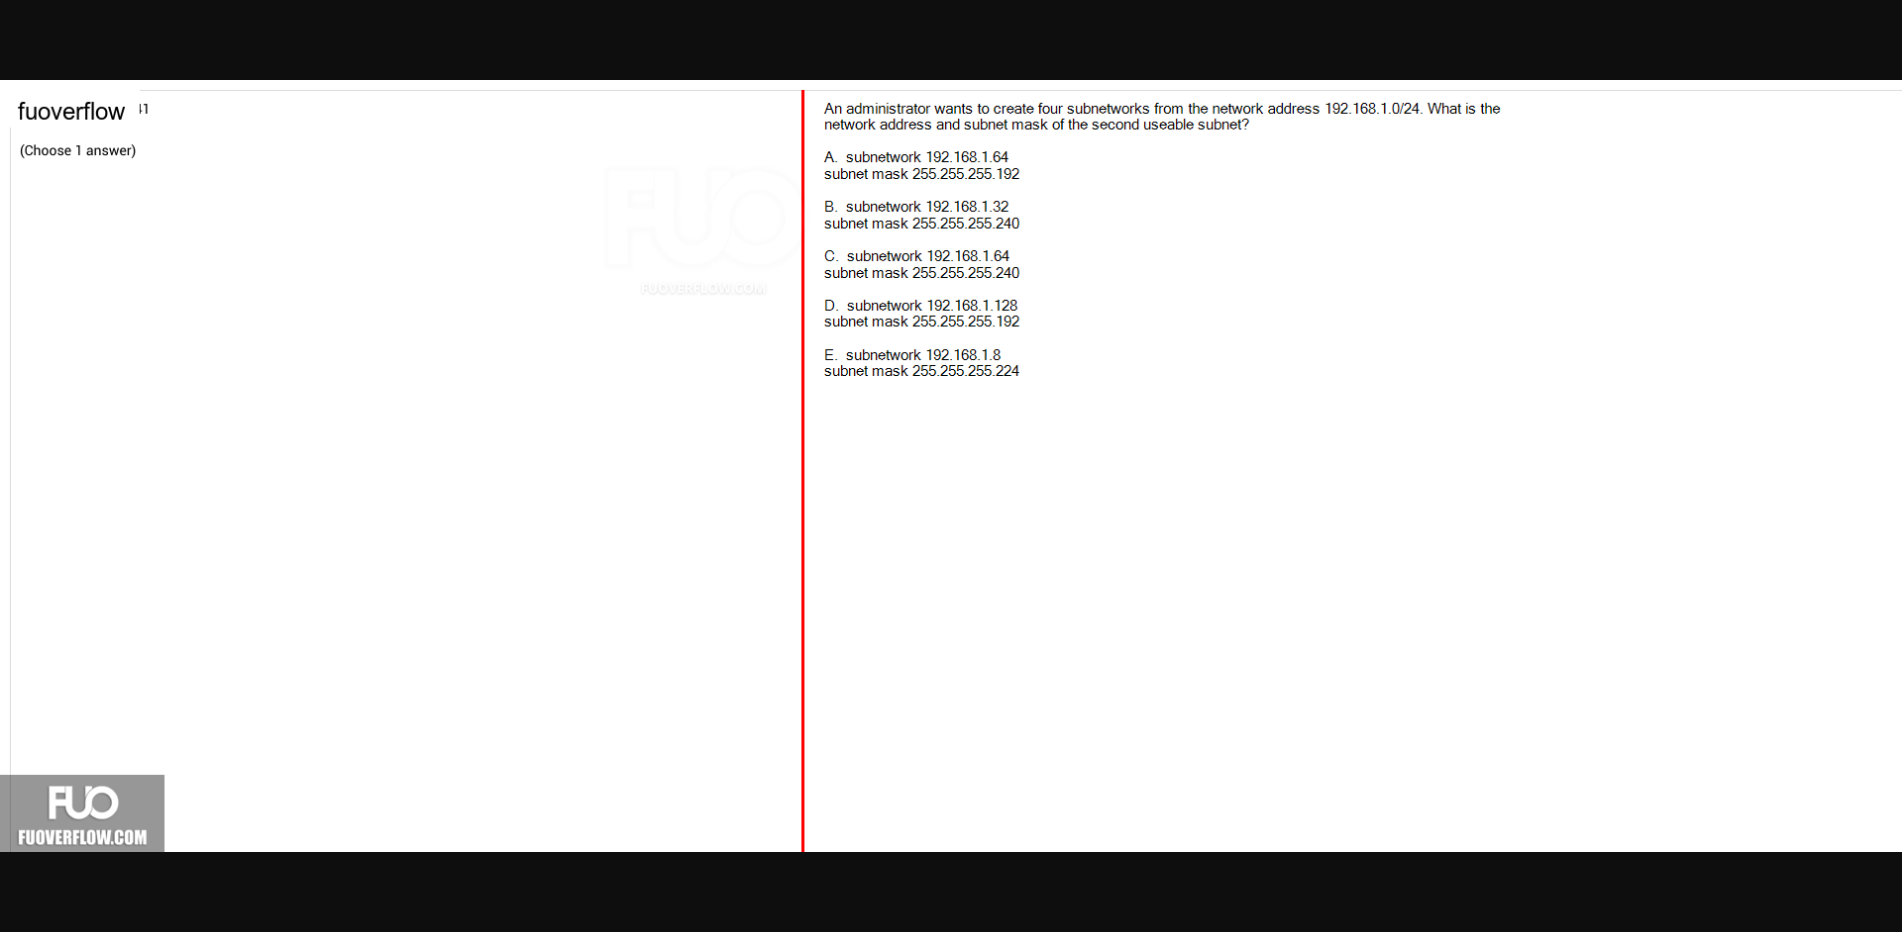 fuoverflow 41
(Choose 1 answer)
FUO
FUOVERFLOW.COM
An administrator wants to create four subnetworks from the network address 192.168.1.0/24. What is the
network address and subnet mask of the second useable subnet?
A. subnetwork 192.168.1.64
subnet mask 255.255.255.192
B. subnetwork 192.168.1.32
subnet mask 255.255.255.240
C. subnetwork 192.168.1.64
subnet mask 255.255.255.240
D. subnetwork 192.168.1.128
subnet mask 255.255.255.192
E. subnetwork 192.168.1.8
subnet mask 255.255.255.224
FUO
FUOVERFLOW.COM